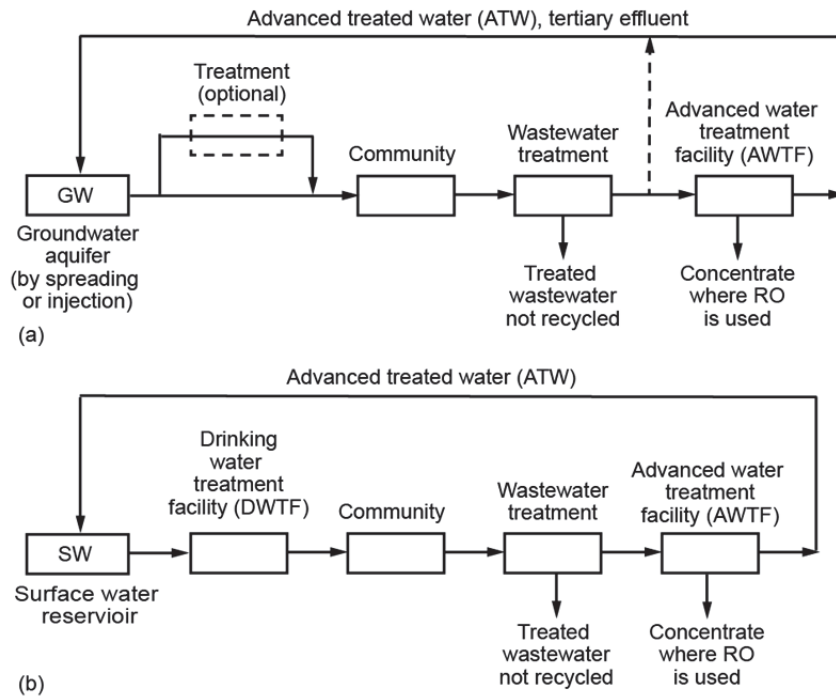 Advanced treated water (ATW), tertiary effluent
Treatment
(optional)
Community
Wastewater
treatment
Advanced water
treatment
facility (AWTF)
GW
Groundwater
aquifer
(by spreading
or injection)
Treated
wastewater
not recycled
Concentrate
where RO
is used
(a)
Advanced treated water (ATW)
Drinking
water
treatment
facility (DWTF)
Community
Wastewater
treatment
Advanced water
treatment
facility (AWTF)
SW
Surface water
reservioir
Treated
wastewater
not recycled
Concentrate
where RO
is used
(b)